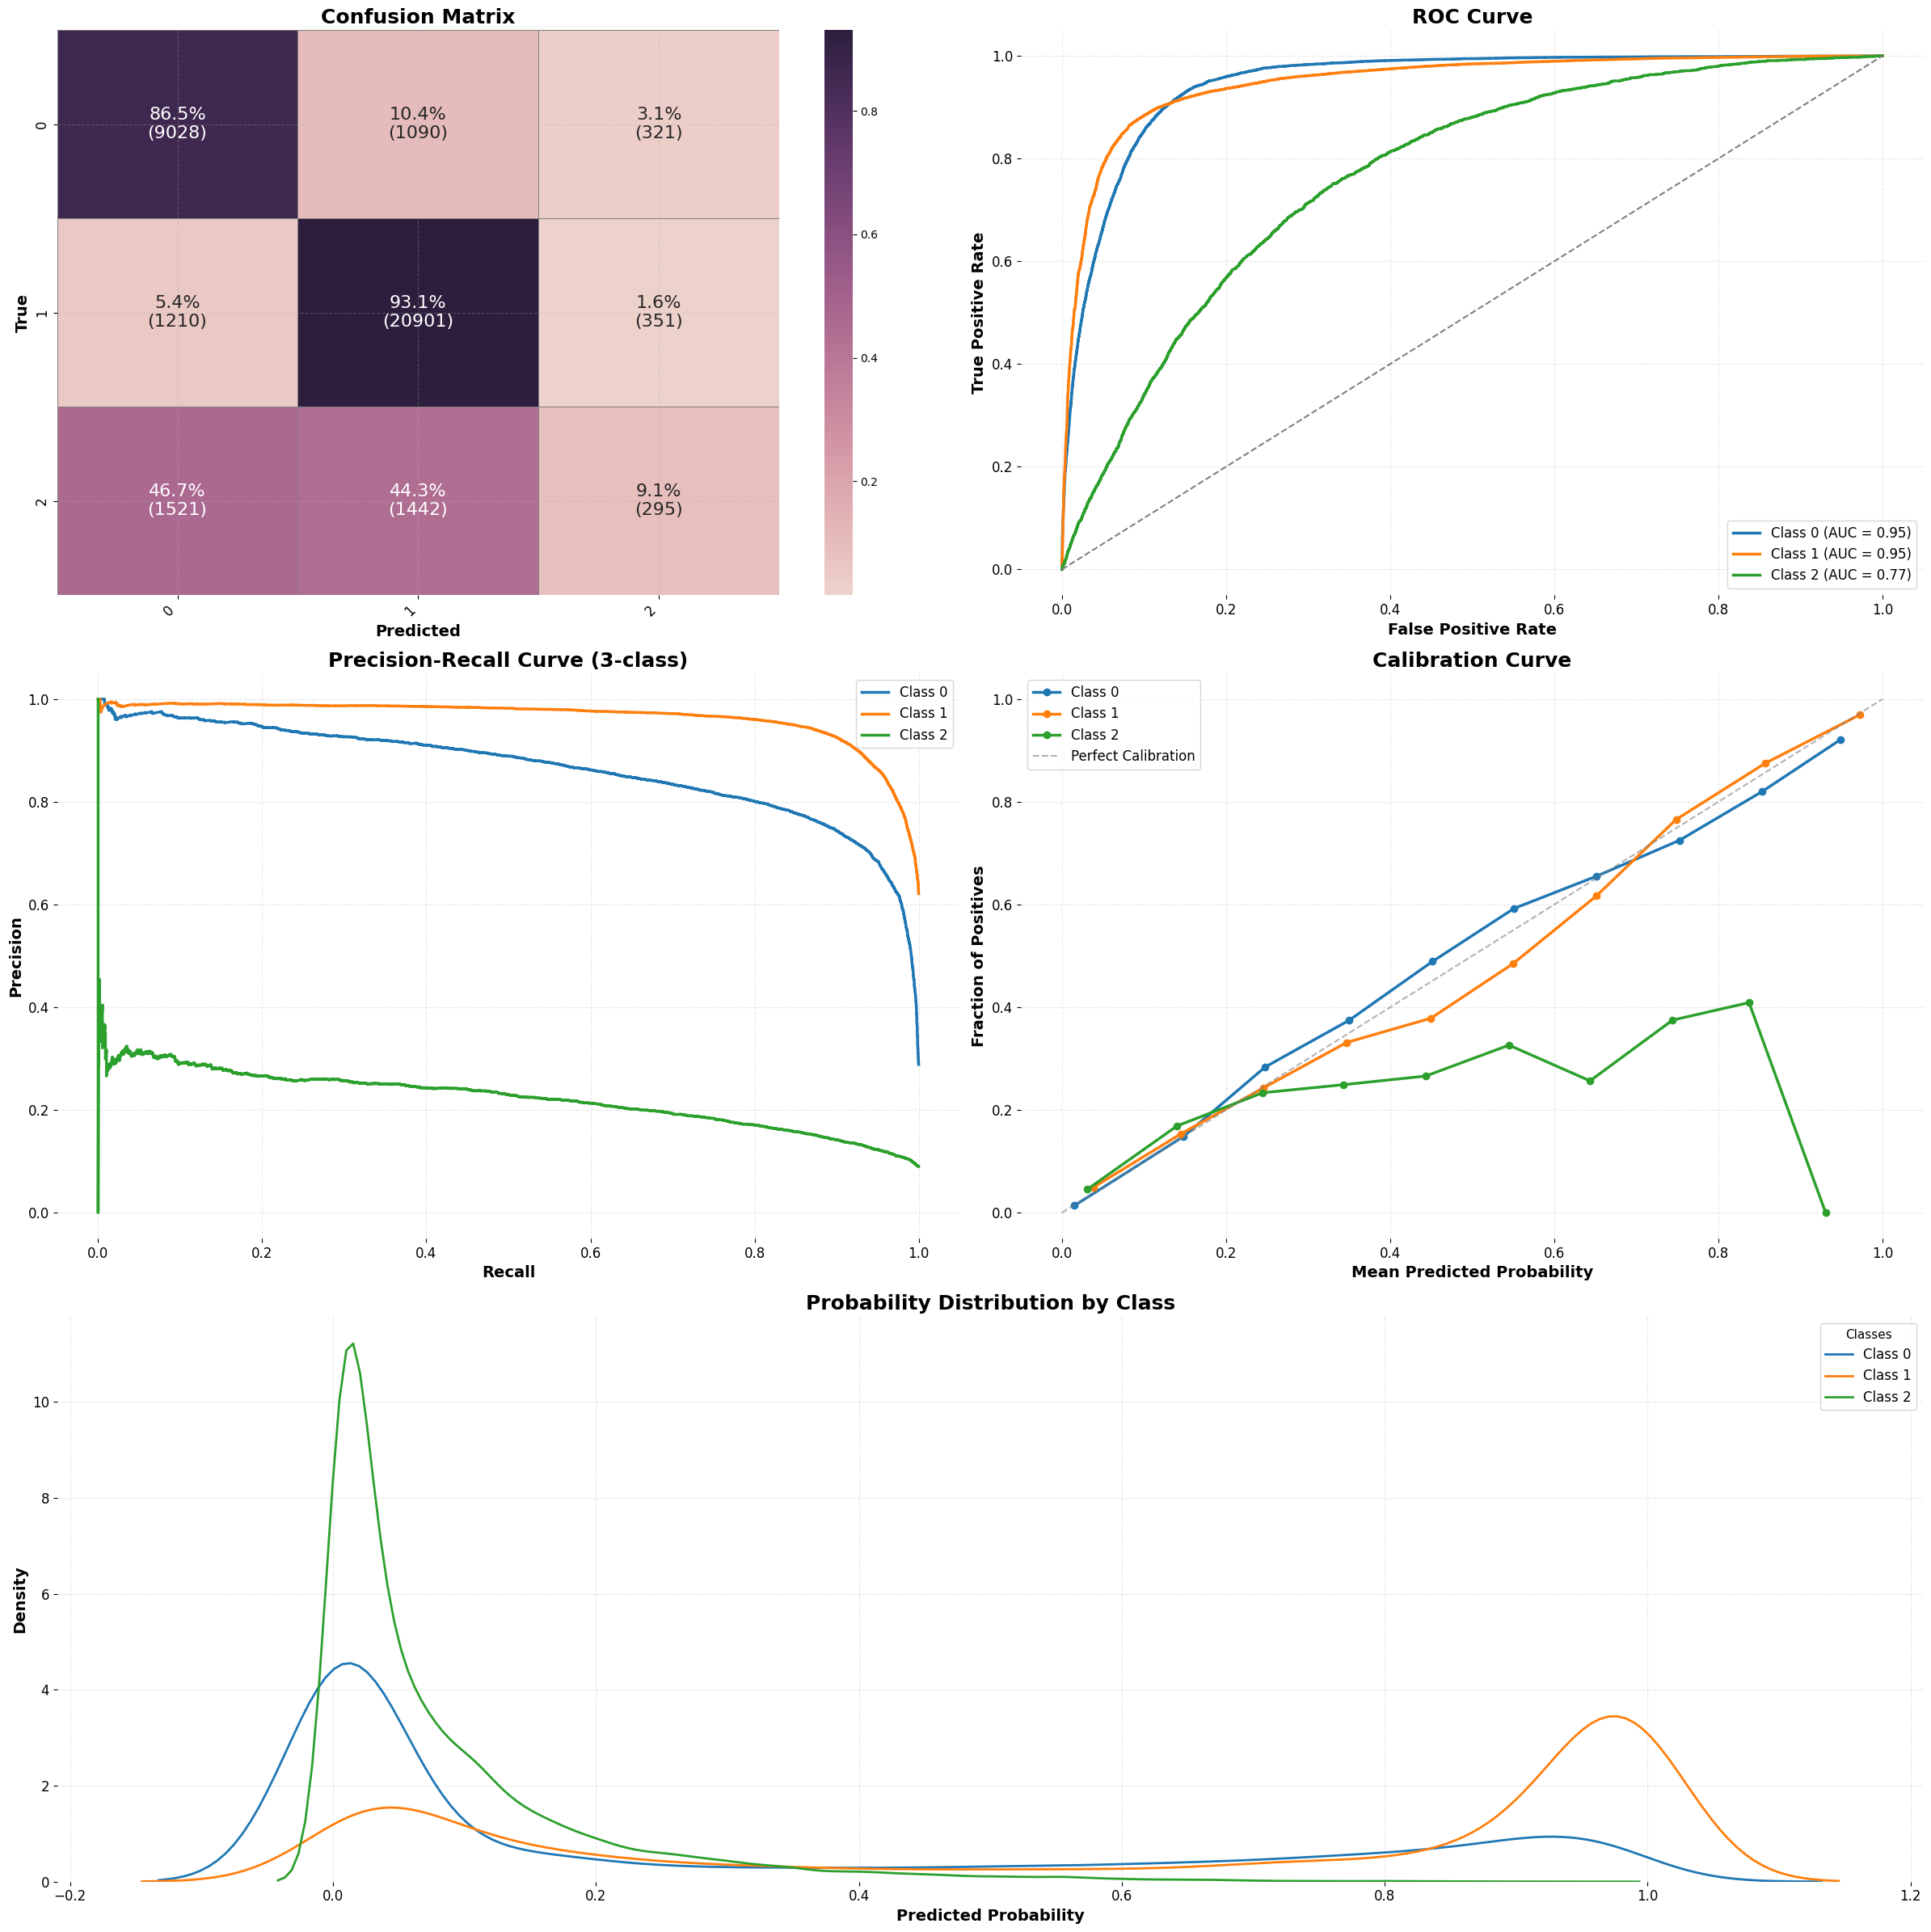 Confusion Matrix
True
0
1
2
86.5%
(9028)
10.4%
(1090)
3.1%
(321)
5.4%
(1210)
93.1%
(20901)
1.6%
(351)
46.7%
(1521)
44.3%
(1442)
9.1%
(295)
0
1
2
Predicted
0.8
0.6
0.4
0.2
ROC Curve
True Positive Rate
1.0
0.8
0.6
0.4
0.2
0.0
Class 0 (AUC = 0.95)
Class 1 (AUC = 0.95)
Class 2 (AUC = 0.77)
0.0 0.2 0.4 0.6 0.8 1.0
False Positive Rate
Precision-Recall Curve (3-class)
Precision
1.0
0.8
0.6
0.4
0.2
0.0
Class 0
Class 1
Class 2
0.0 0.2 0.4 0.6 0.8 1.0
Recall
Calibration Curve
Fraction of Positives
1.0
0.8
0.6
0.4
0.2
0.0
Class 0
Class 1
Class 2
Perfect Calibration
0.0 0.2 0.4 0.6 0.8 1.0
Mean Predicted Probability
Probability Distribution by Class
Density
10
8
6
4
2
0
Classes
Class 0
Class 1
Class 2
−0.2 0.0 0.2 0.4 0.6 0.8 1.0 1.2
Predicted Probability